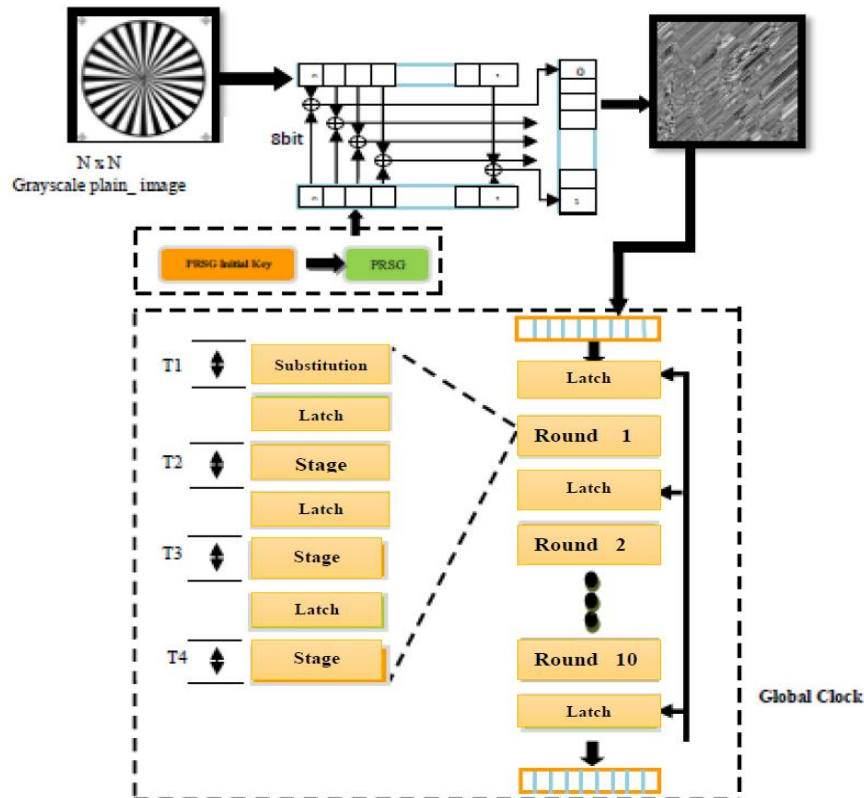 8bit
N x N
Grayscale plain_ image
PRSG Initial Key
PRSG
T1
Substitution
Latch
T2
Stage
Latch
T3
Stage
Latch
T4
Stage
Latch
Round 1
Latch
Round 2
Round 10
Latch
Global Clock